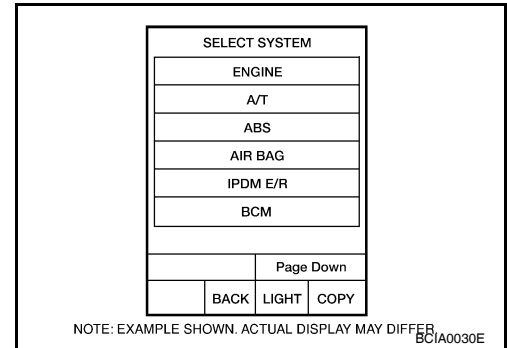 SELECT SYSTEM
ENGINE
A/T
ABS
AIR BAG
IPDM E/R
BCM
Page Down
BACK LIGHT COPY
NOTE: EXAMPLE SHOWN. ACTUAL DISPLAY MAY DIFFER.
BCIA0030E